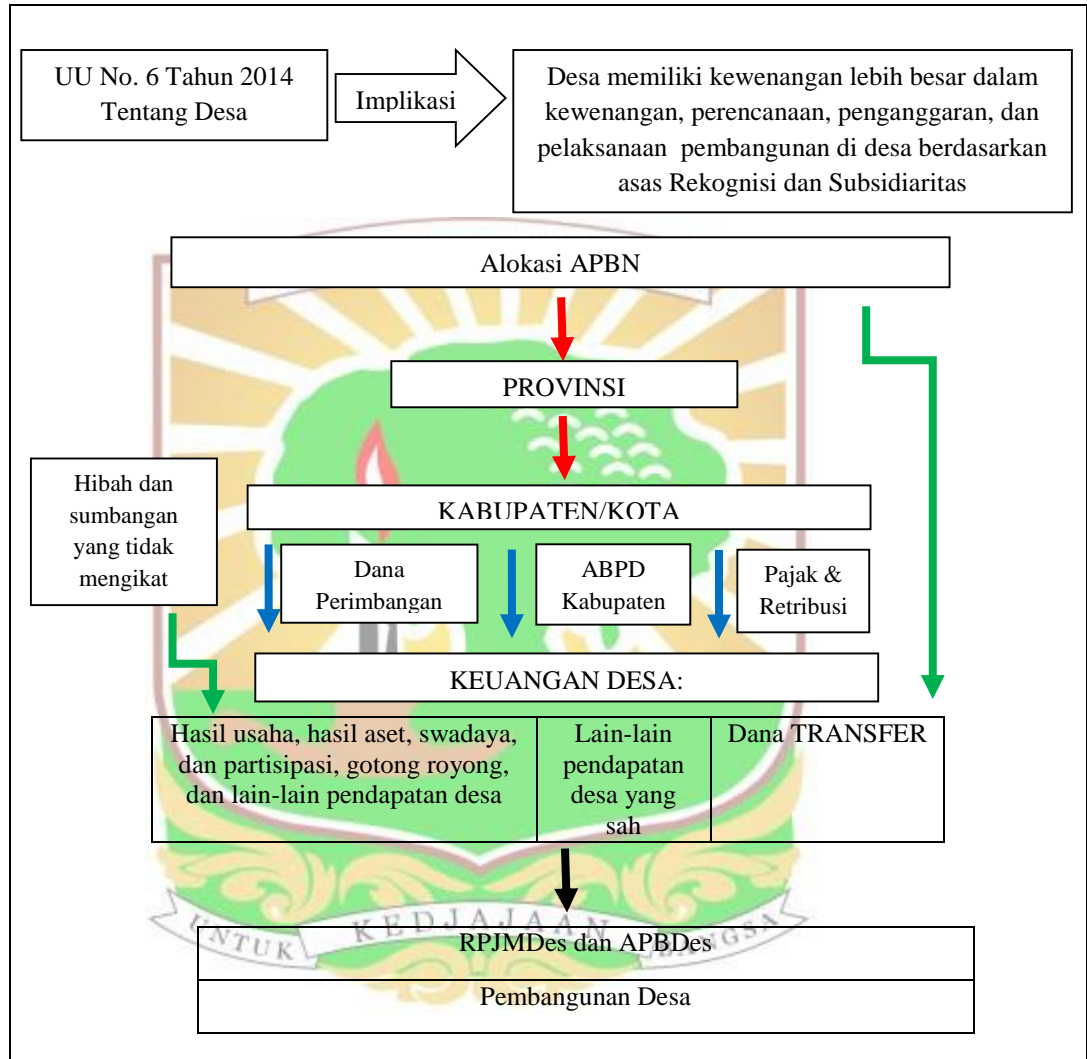 UU No. 6 Tahun 2014
Tentang Desa
Implikasi
Desa memiliki kewenangan lebih besar dalam
kewenangan, perencanaan, penganggaran, dan
pelaksanaan pembangunan di desa berdasarkan
asas Rekognisi dan Subsidiaritas
Alokasi APBN
PROVINSI
Hibah dan
sumbangan
yang tidak
mengikat
KABUPATEN/KOTA
Dana
Perimbangan
ABPD
Kabupaten
Pajak &
Retribusi
KEUANGAN DESA:
Hasil usaha, hasil aset, swadaya,
dan partisipasi, gotong royong,
dan lain-lain pendapatan desa
Lain-lain
pendapatan
desa yang
sah
Dana TRANSFER
UNTUK KEDJAJAAN BANGSA
RPJMDes dan APBDes
Pembangunan Desa